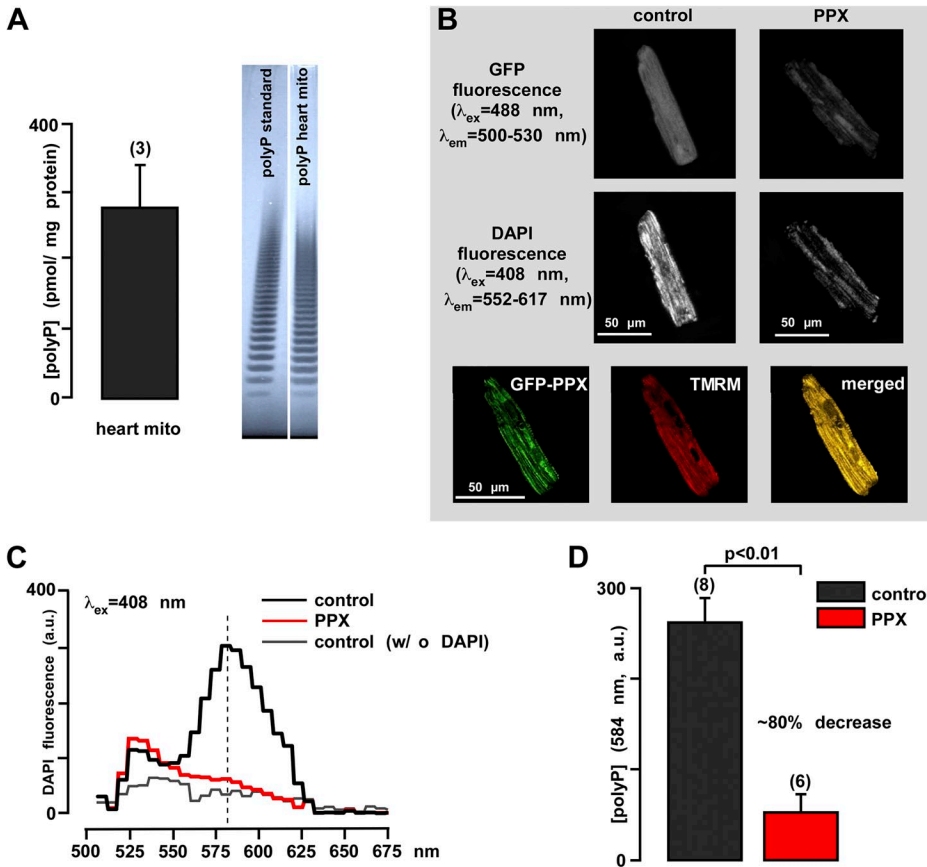 A
400
(3)
[polyP] (pmol/ mg protein)
0
heart mito
polyP standard
polyP heart mito
B
control
PPX
GFP
fluorescence
(λex=488 nm,
λem=500-530 nm)
DAPI
fluorescence
(λex=408 nm,
λem=552-617 nm)
50 µm
50 µm
GFP-PPX
TMRM
merged
50 µm
C
400
λex=408 nm
control
PPX
control (w/ o DAPI)
DAPI fluorescence (a.u.)
0
500 525 550 575 600 625 650 675 nm
D
p<0.01
300
(8)
control
PPX
[polyP] (584 nm, a.u.)
~80% decrease
(6)
0